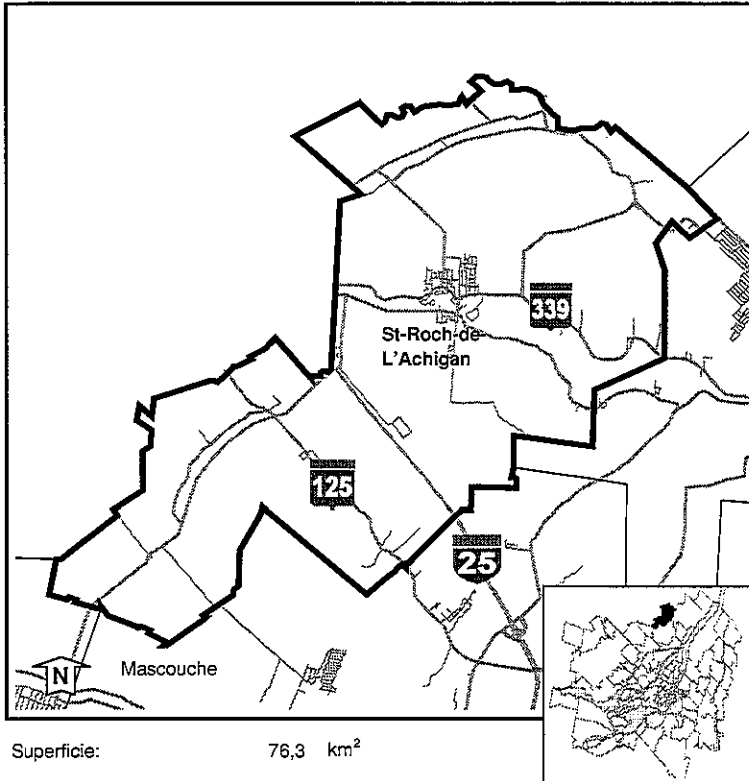 339
St-Roch-de-
L'Achigan
125
25
N
Mascouche
Superficie: 76,3 km²